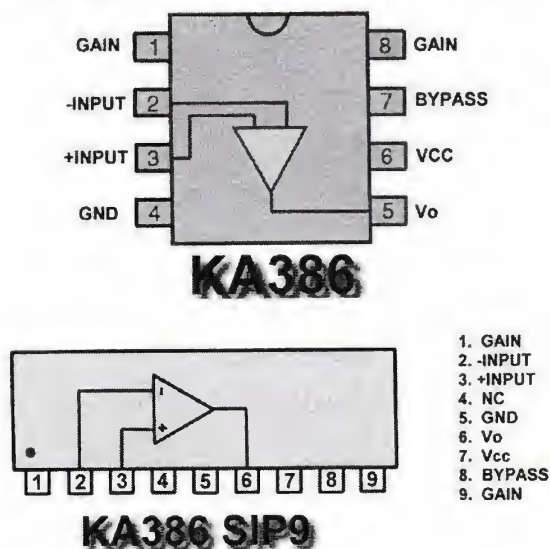 GAIN 1 8 GAIN
-INPUT 2 7 BYPASS
+INPUT 3 6 VCC
GND 4 5 Vo
KA386
- +
1 2 3 4 5 6 7 8 9
KA386 SIP9
1. GAIN
2. -INPUT
3. +INPUT
4. NC
5. GND
6. Vo
7. Vcc
8. BYPASS
9. GAIN